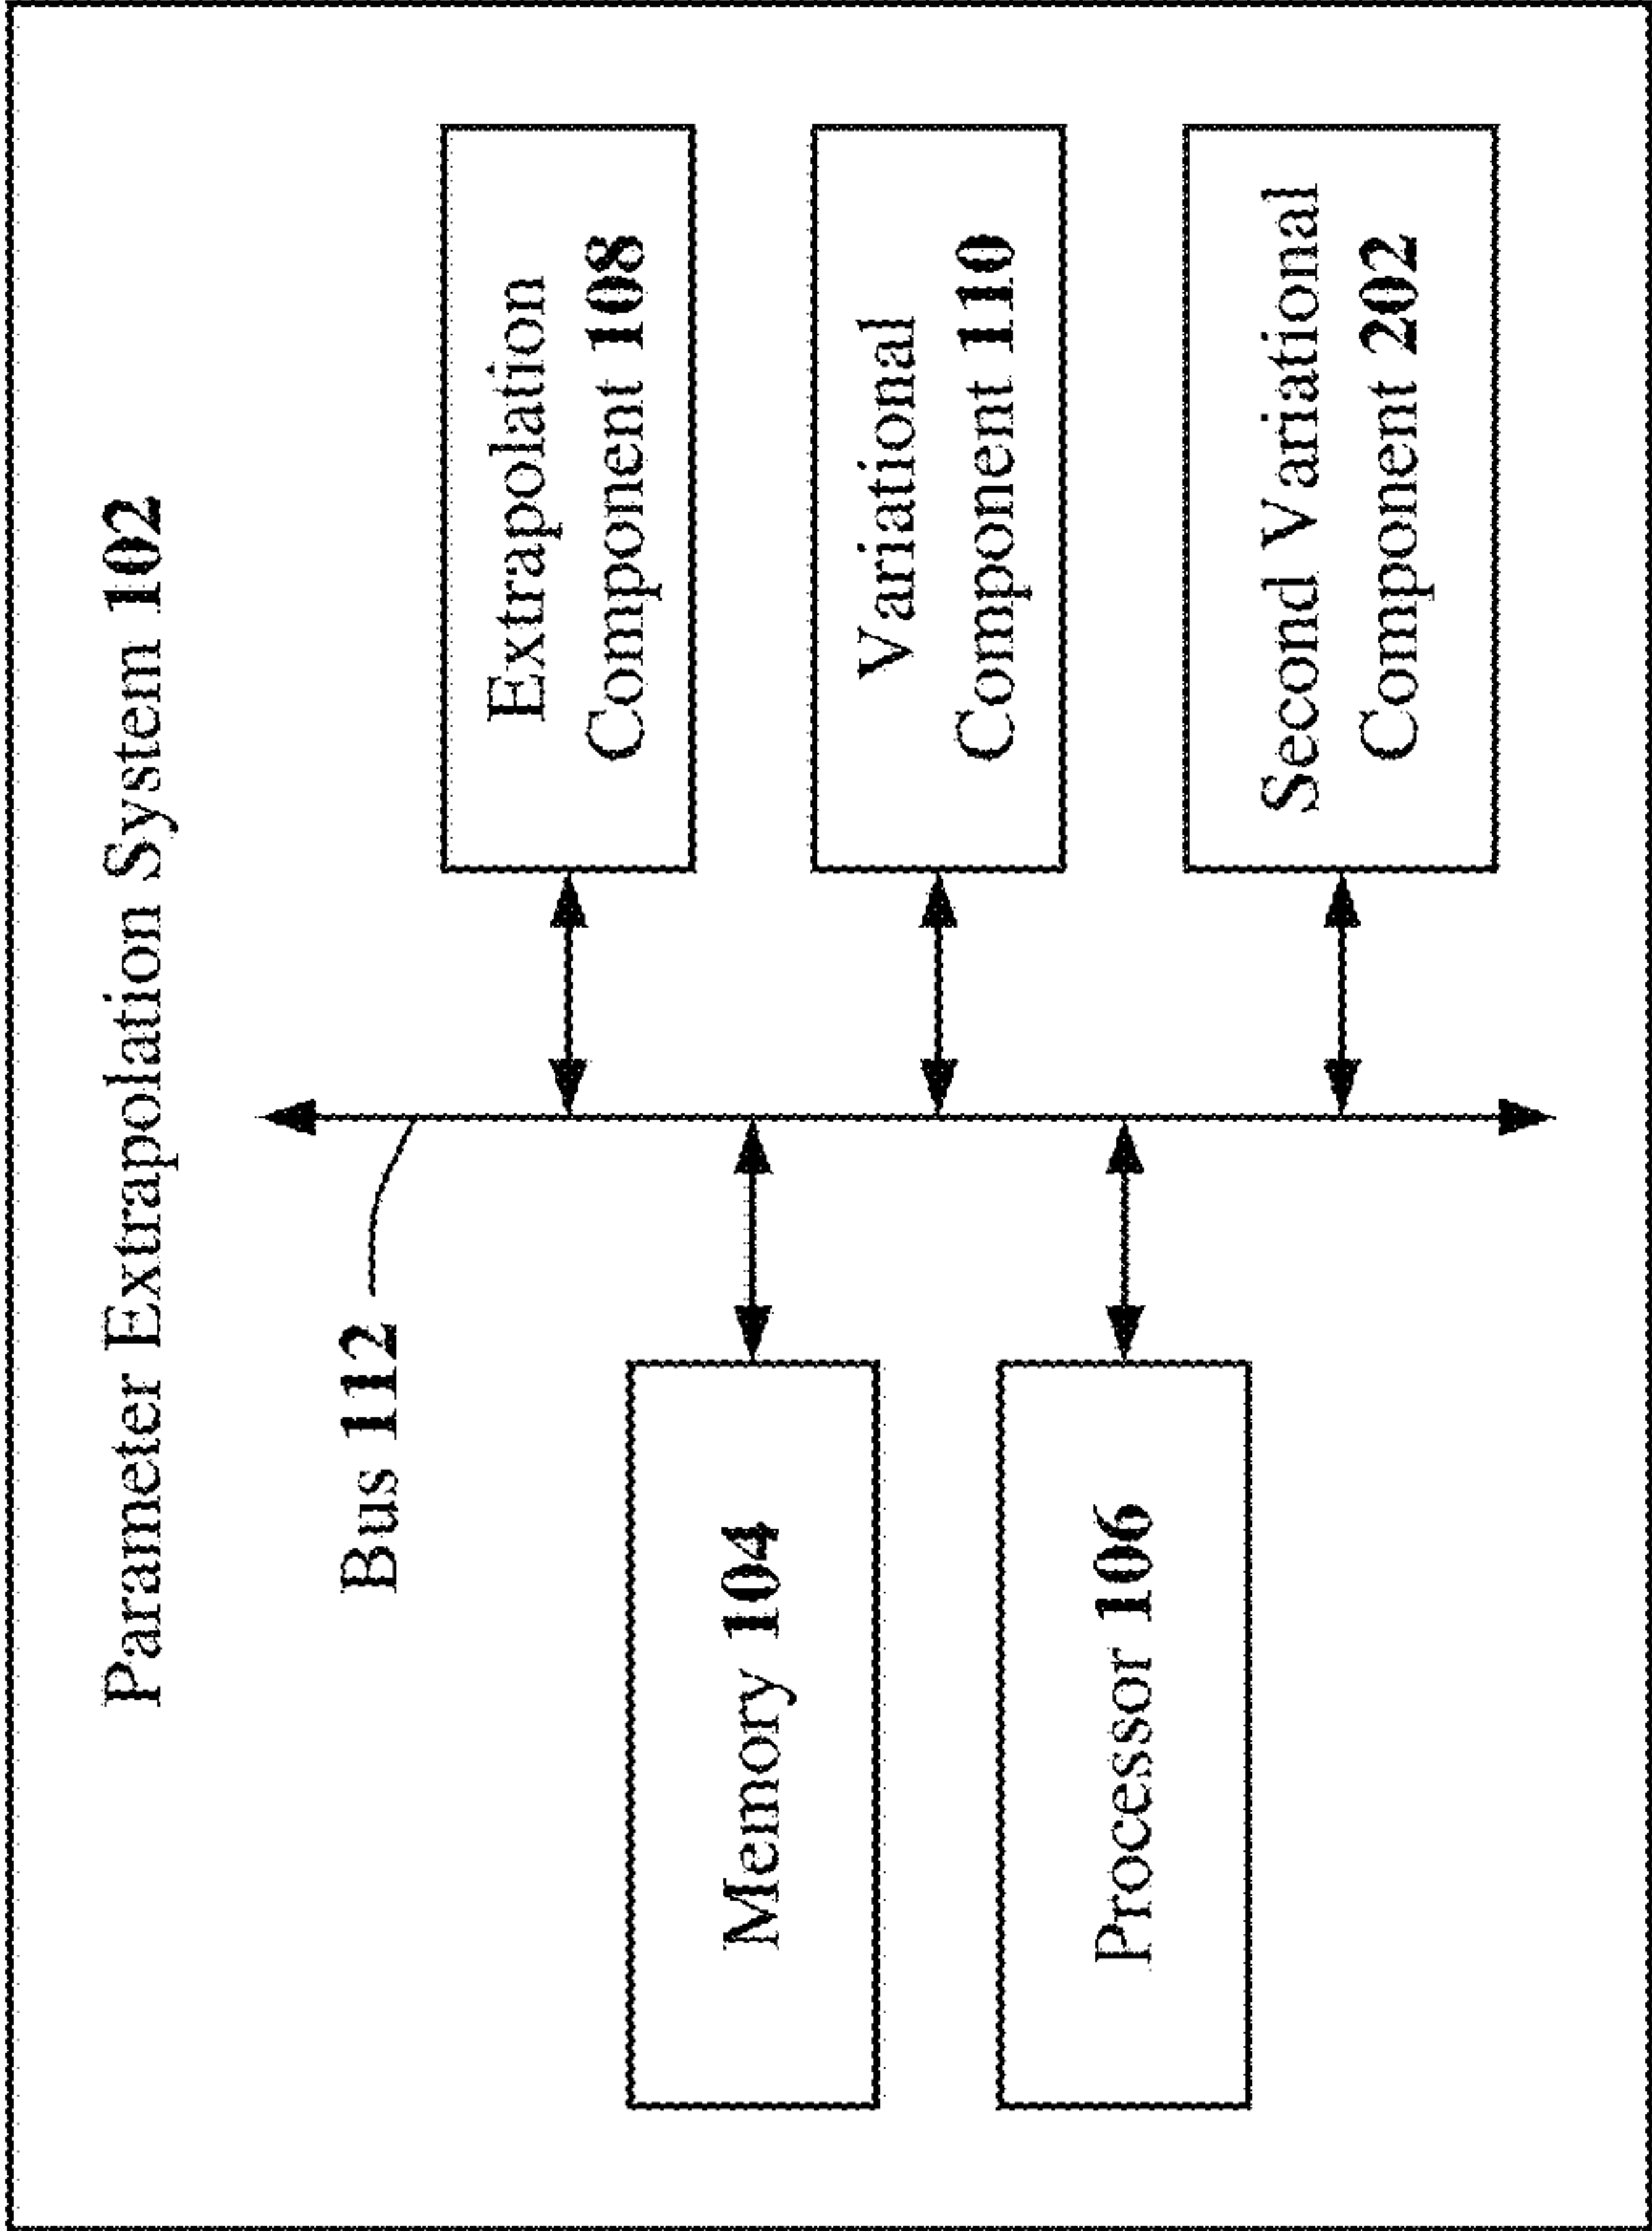 Parameter Extrapolation System 102
Bus 112
Memory 104
Processor 106
Extrapolation
Component 108
Variational
Component 110
Second Variational
Component 202